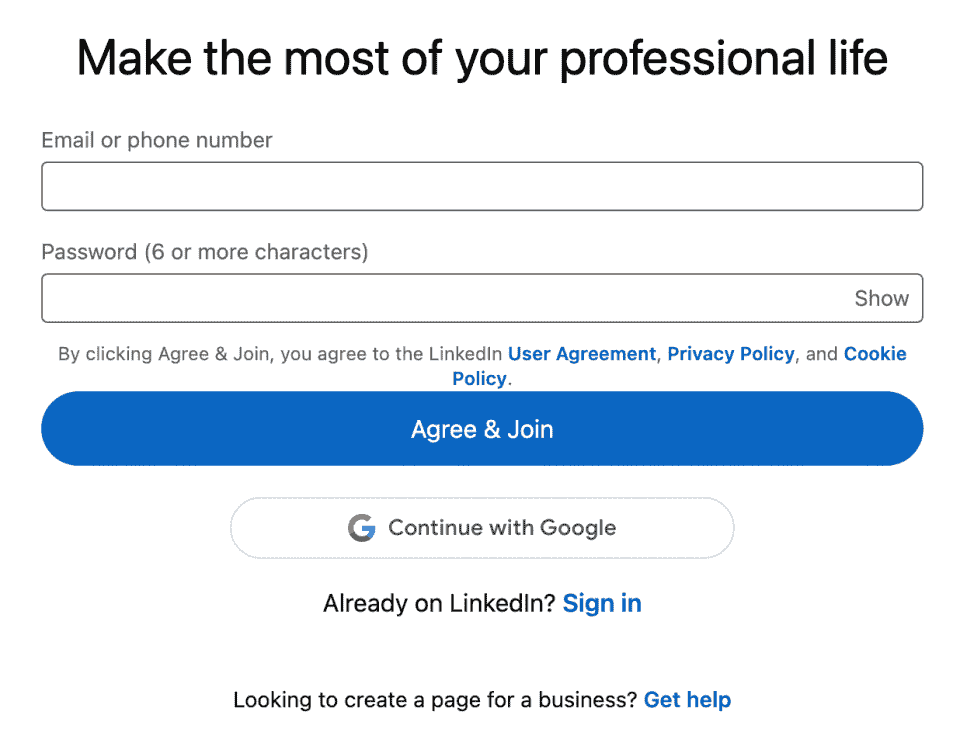 Make the most of your professional life
Email or phone number
Password (6 or more characters)
Show
By clicking Agree & Join, you agree to the LinkedIn User Agreement, Privacy Policy, and Cookie
Policy.
Agree & Join
Continue with Google
Already on LinkedIn? Sign in
Looking to create a page for a business? Get help